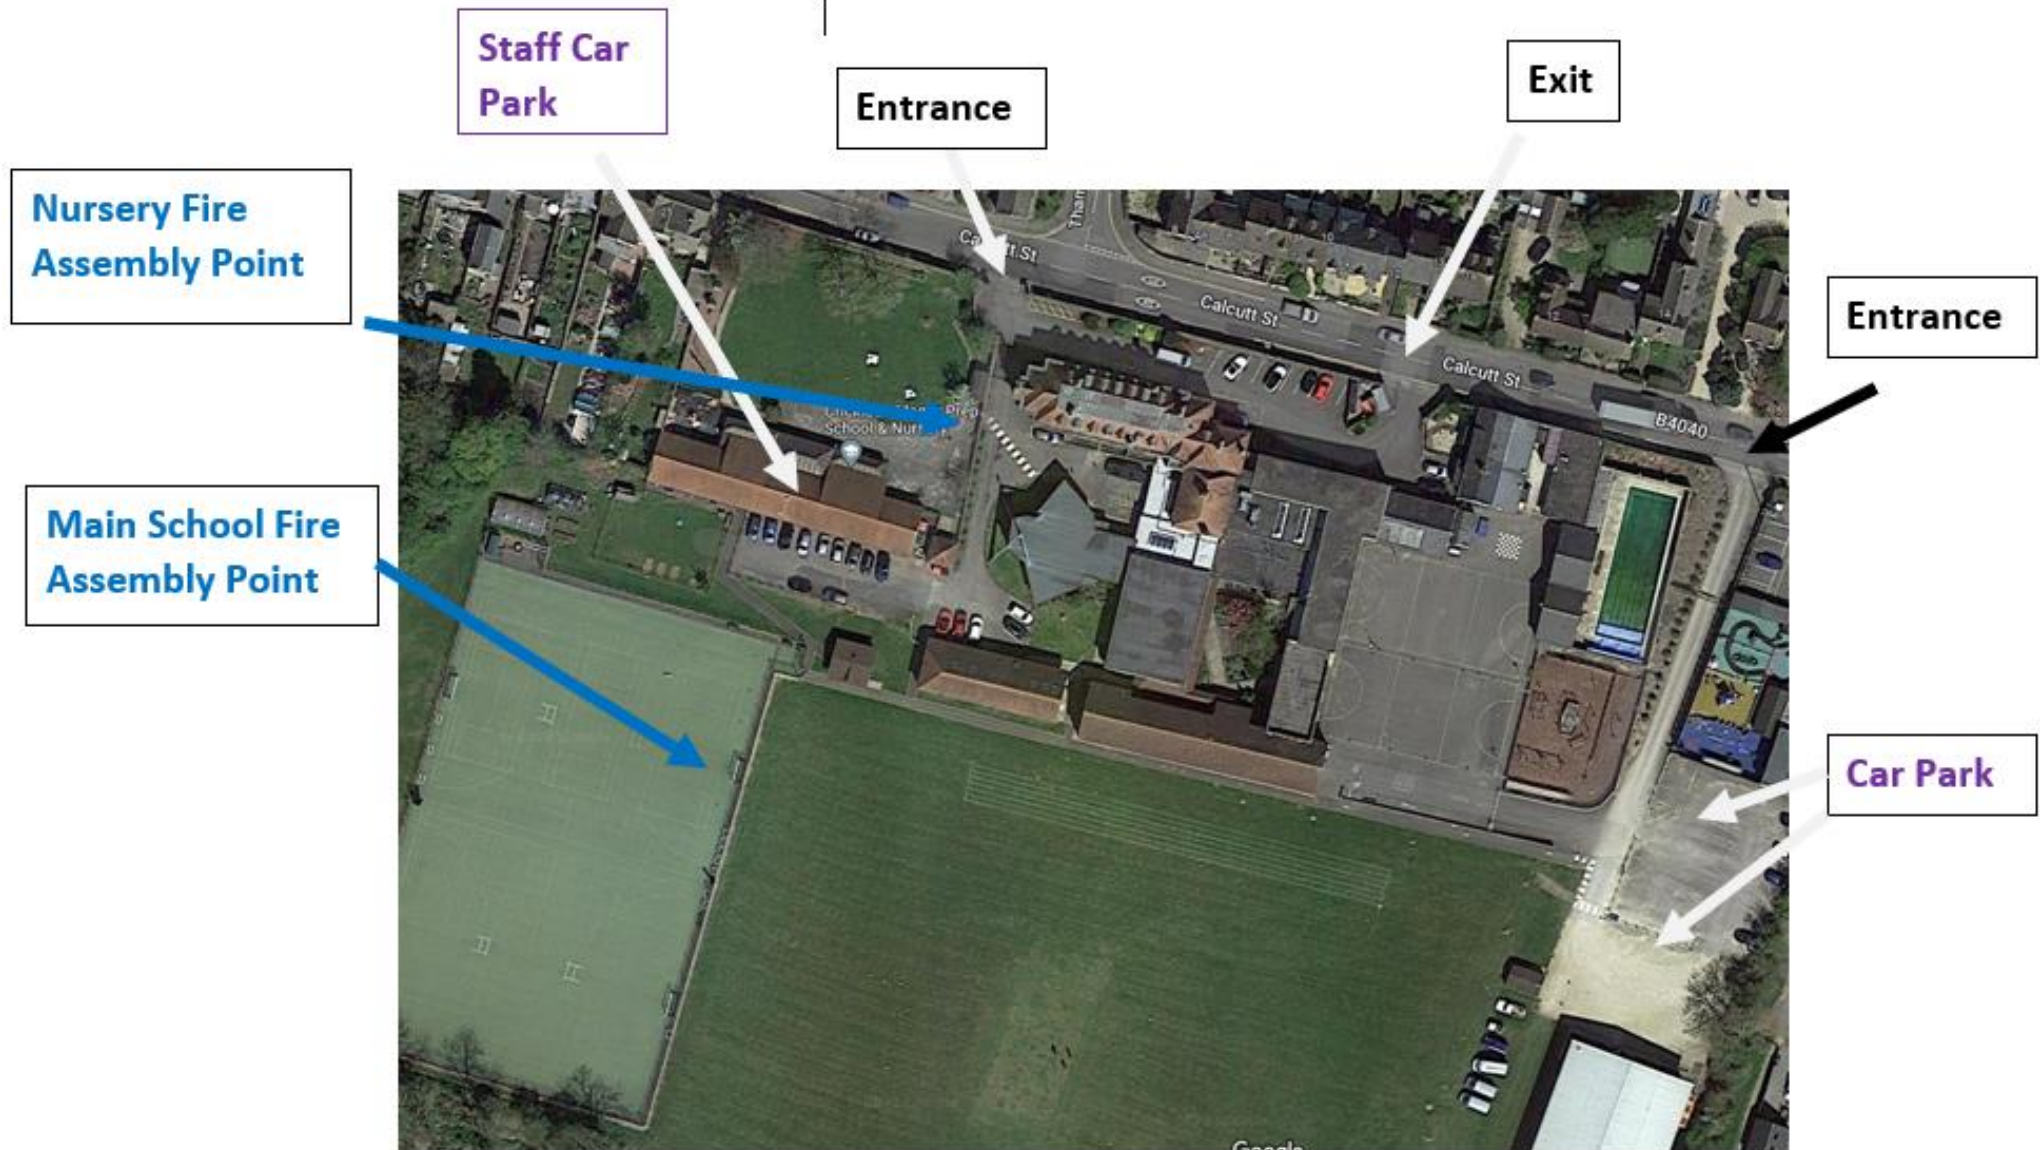 Staff Car
Park
Entrance
Exit
Nursery Fire
Assembly Point
Entrance
Main School Fire
Assembly Point
Car Park
Calcutt St
Calcutt St
B4040
School &
Google